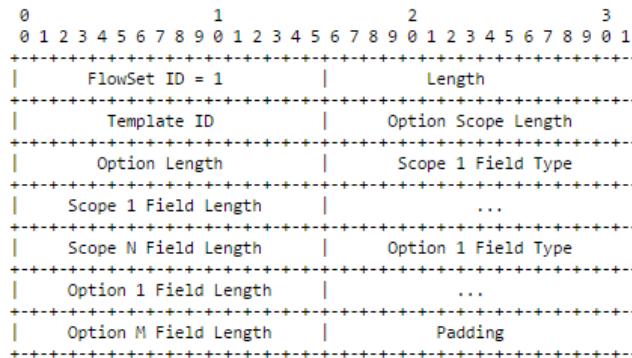 0                   1                   2                   3
0 1 2 3 4 5 6 7 8 9 0 1 2 3 4 5 6 7 8 9 0 1 2 3 4 5 6 7 8 9 0 1
+-+-+-+-+-+-+-+-+-+-+-+-+-+-+-+-+-+-+-+-+-+-+-+-+-+-+-+-+-+-+-+-
|       FlowSet ID = 1          |          Length
+-+-+-+-+-+-+-+-+-+-+-+-+-+-+-+-+-+-+-+-+-+-+-+-+-+-+-+-+-+-+-+-
|         Template ID           |      Option Scope Length
+-+-+-+-+-+-+-+-+-+-+-+-+-+-+-+-+-+-+-+-+-+-+-+-+-+-+-+-+-+-+-+-
|        Option Length          |       Scope 1 Field Type
+-+-+-+-+-+-+-+-+-+-+-+-+-+-+-+-+-+-+-+-+-+-+-+-+-+-+-+-+-+-+-+-
|     Scope 1 Field Length      |               ...
+-+-+-+-+-+-+-+-+-+-+-+-+-+-+-+-+-+-+-+-+-+-+-+-+-+-+-+-+-+-+-+-
|     Scope N Field Length      |      Option 1 Field Type
+-+-+-+-+-+-+-+-+-+-+-+-+-+-+-+-+-+-+-+-+-+-+-+-+-+-+-+-+-+-+-+-
|     Option 1 Field Length     |             ...
+-+-+-+-+-+-+-+-+-+-+-+-+-+-+-+-+-+-+-+-+-+-+-+-+-+-+-+-+-+-+-+-
|     Option M Field Length     |           Padding
+-+-+-+-+-+-+-+-+-+-+-+-+-+-+-+-+-+-+-+-+-+-+-+-+-+-+-+-+-+-+-+-